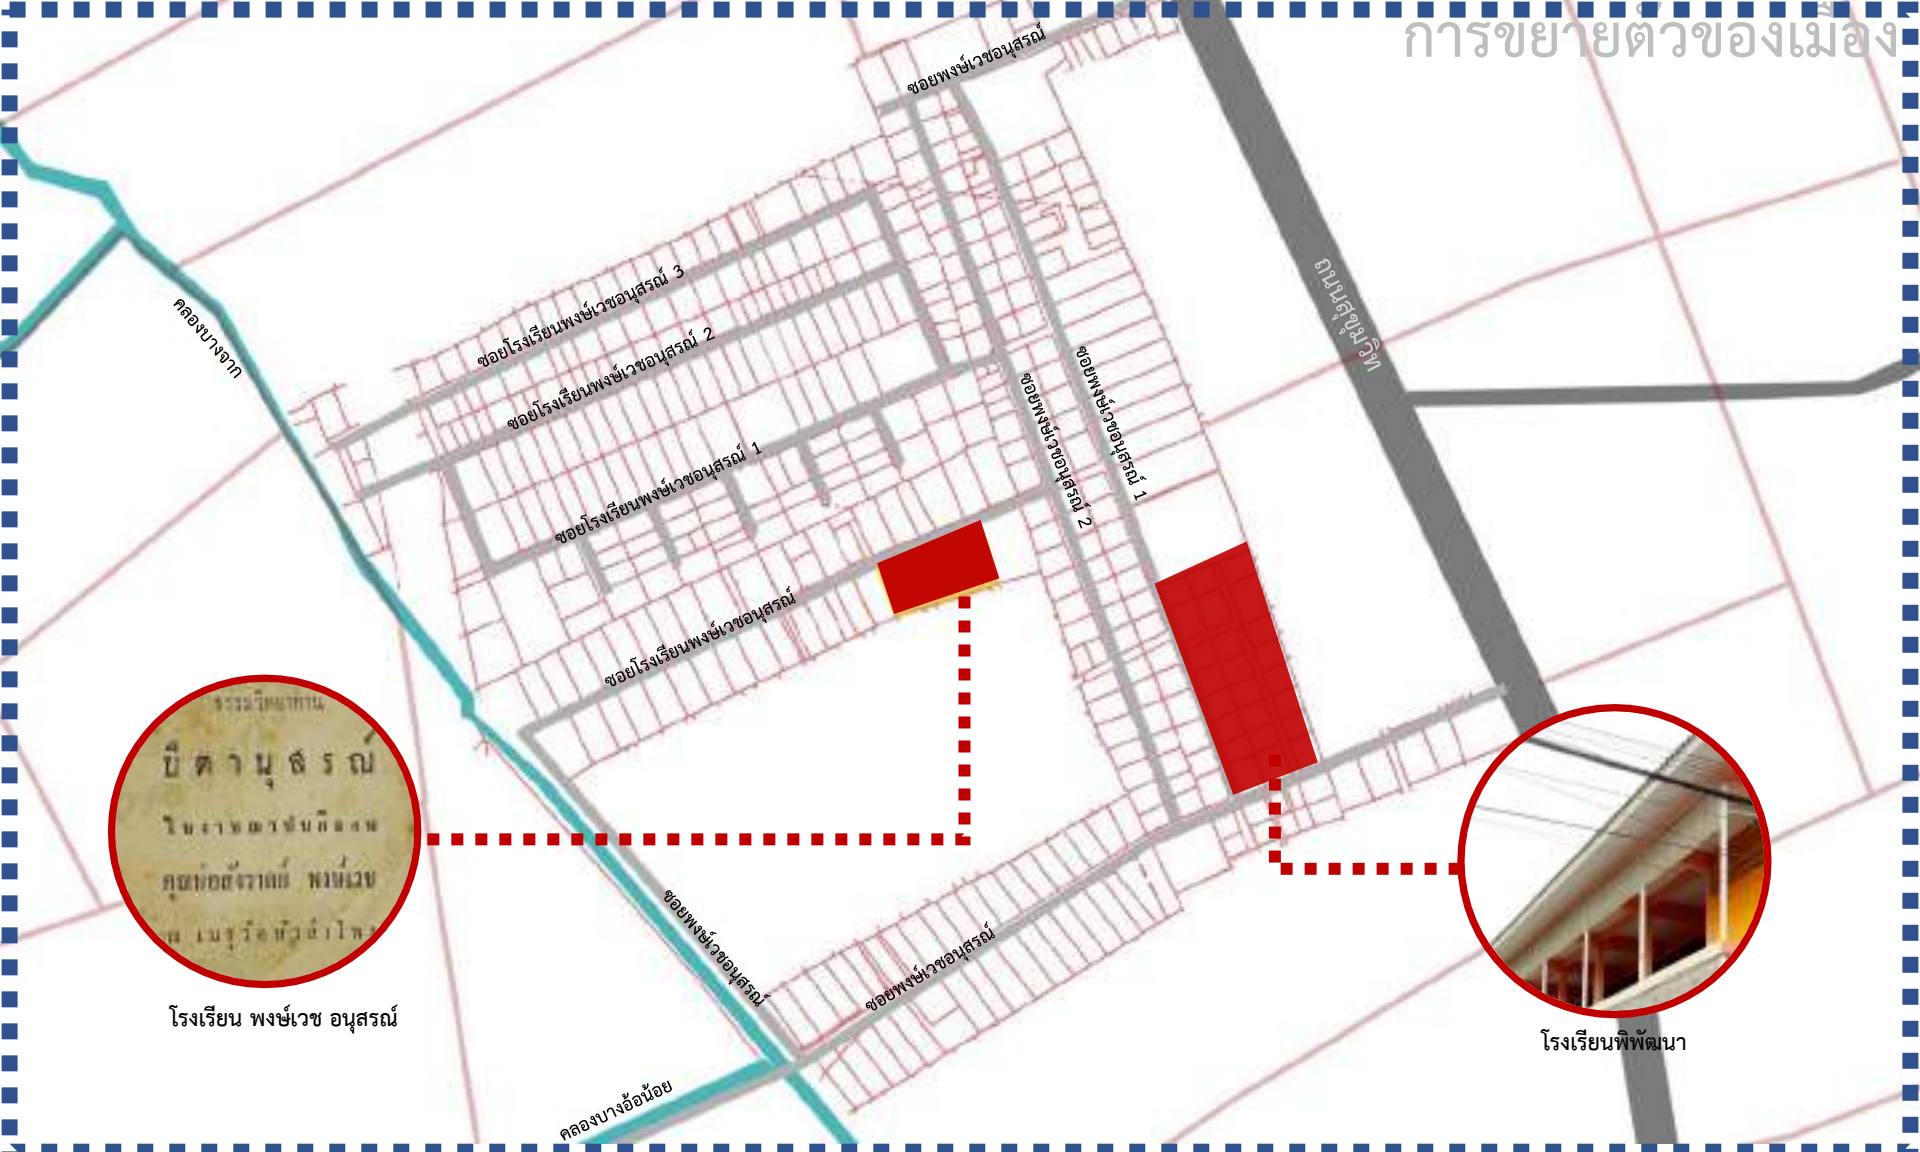 การขยายตัวของเมือง
ซอยพงษ์เวชอนุสรณ์
ถนนสุขุมวิท
คลองบางจาก
ซอยโรงเรียนพงษ์เวชอนุสรณ์ 3
ซอยโรงเรียนพงษ์เวชอนุสรณ์ 2
ซอยพงษ์เวชอนุสรณ์ 1
ซอยพงษ์เวชอนุสรณ์ 2
ซอยโรงเรียนพงษ์เวชอนุสรณ์ 1
ซอยโรงเรียนพงษ์เวชอนุสรณ์
ธรรมวิทยาทาน
ปิตานุสรณ์
ซอยพงษ์เวชอนุสรณ์
ซอยพงษ์เวชอนุสรณ์
โรงเรียน พงษ์เวช อนุสรณ์
โรงเรียนพิพัฒนา
คลองบางอ้อน้อย